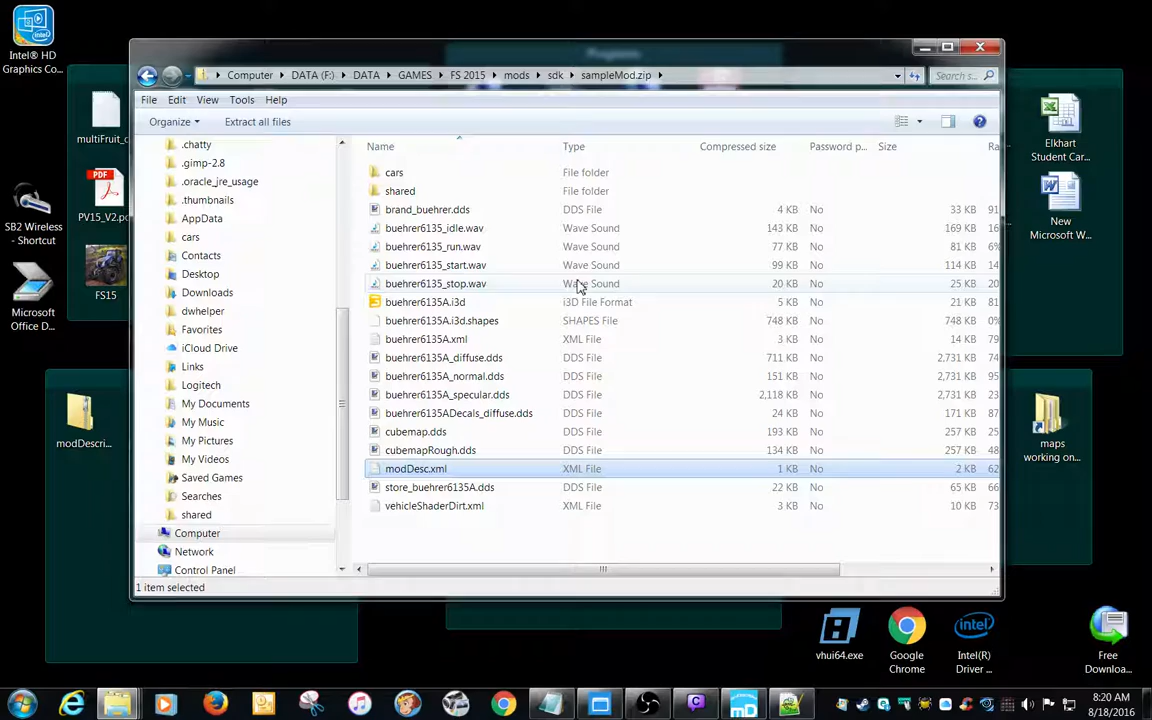 Intel® HD
Graphics Co...
multiFruit_c
PDF
PV15_V2.pc
SB2 Wireless
- Shortcut
FS15
Microsoft
Office D...
modDescri...
Computer ▸ DATA (F:) ▸ DATA ▸ GAMES ▸ FS 2015 ▸ mods ▸ sdk ▸ sampleMod.zip ▸
Search s...
File Edit View Tools Help
Organize Extract all files
.chatty
.gimp-2.8
.oracle_jre_usage
.thumbnails
AppData
cars
Contacts
Desktop
Downloads
dwhelper
Favorites
iCloud Drive
Links
Logitech
My Documents
My Music
My Pictures
My Videos
Saved Games
Searches
shared
Computer
Network
Control Panel
Name Type Compressed size Password p... Size Ra
cars File folder
shared File folder
brand_buehrer.dds DDS File 4 KB No 33 KB 91
buehrer6135_idle.wav Wave Sound 143 KB No 169 KB 16
buehrer6135_run.wav Wave Sound 77 KB No 81 KB 6%
buehrer6135_start.wav Wave Sound 99 KB No 114 KB 14
buehrer6135_stop.wav Wave Sound 20 KB No 25 KB 20
buehrer6135A.i3d i3D File Format 5 KB No 21 KB 81
buehrer6135A.i3d.shapes SHAPES File 748 KB No 748 KB 0%
buehrer6135A.xml XML File 3 KB No 14 KB 79
buehrer6135A_diffuse.dds DDS File 711 KB No 2,731 KB 74
buehrer6135A_normal.dds DDS File 151 KB No 2,731 KB 95
buehrer6135A_specular.dds DDS File 2,118 KB No 2,731 KB 23
buehrer6135ADecals_diffuse.dds DDS File 24 KB No 171 KB 87
cubemap.dds DDS File 193 KB No 257 KB 25
cubemapRough.dds DDS File 134 KB No 257 KB 48
modDesc.xml XML File 1 KB No 2 KB 62
store_buehrer6135A.dds DDS File 22 KB No 65 KB 66
vehicleShaderDirt.xml XML File 3 KB No 10 KB 73
1 item selected
Elkhart
Student Car...
New
Microsoft W...
maps
working on...
vhui64.exe
Google
Chrome
Intel(R)
Driver ...
Free
Downloa...
8:20 AM
8/18/2016